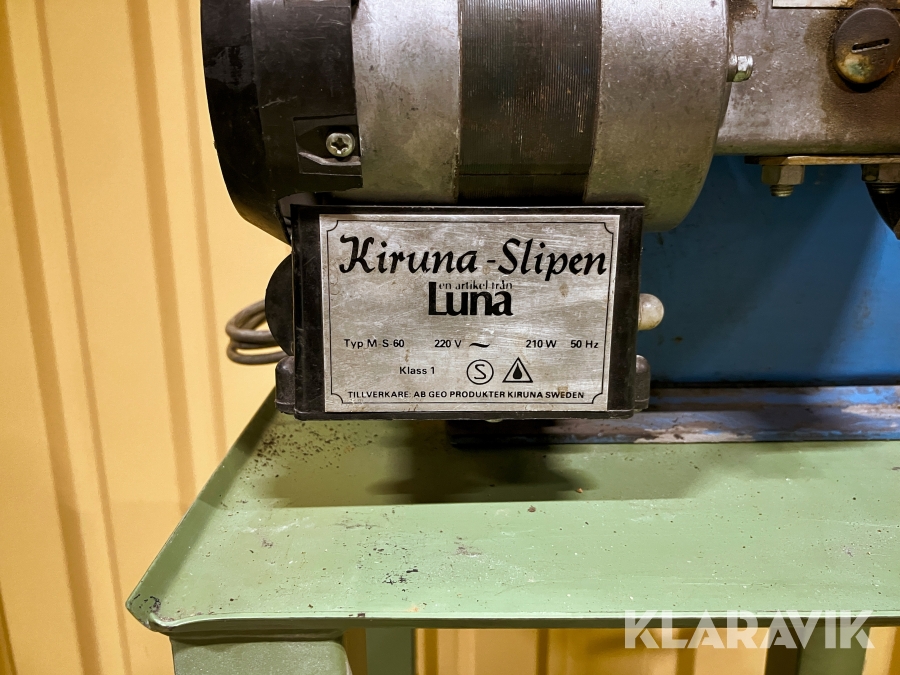 Kiruna-Slipen
en artikel från
Luna
Typ M-S-60 220 V ~ 210 W 50 Hz
Klass 1 S
TILLVERKARE: AB GEO PRODUKTER KIRUNA SWEDEN
KLARAVIK